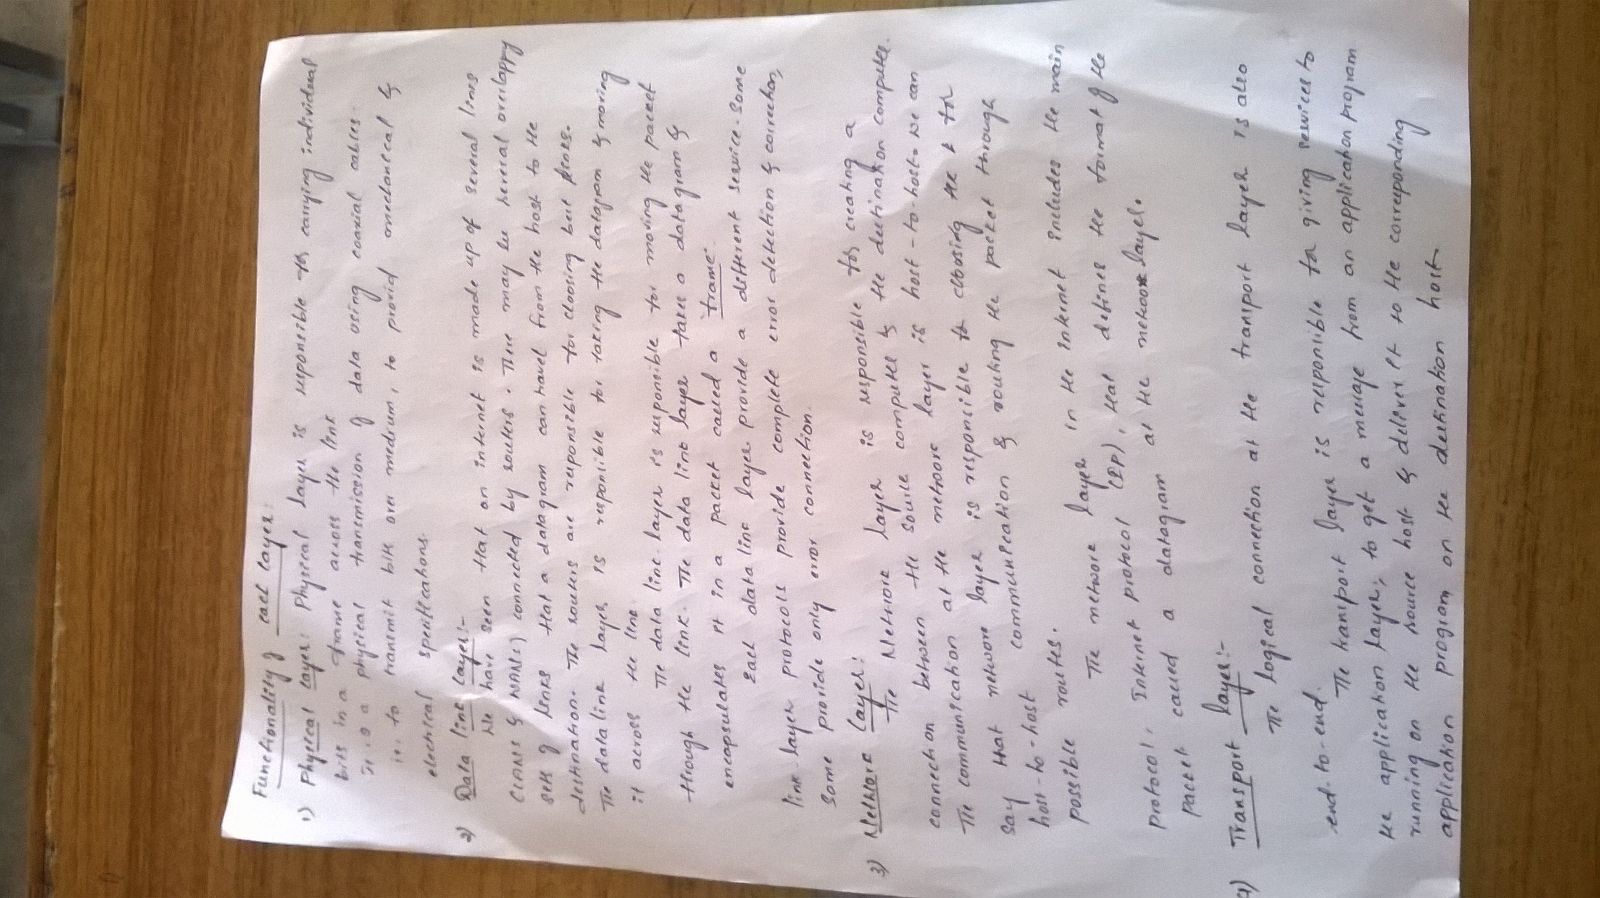 Functionality of each layer:
1) Physical layer: Physical layer is responsible for carrying individual
bits in a frame across the link
It is a physical transmission of data using coaxial cables.
i.e. to transmit bits over medium, to provid mechanical &
electrical specifications.
2) Data link layer:-
We have seen that an internet is made up of several links
(LANs & WANs) connected by routers. There may be several overlappy
sets of links that a datagram can travel from the host to the
destination. The routers are responsible for choosing best links.
The data link layer is responsible for taking the datagram & moving
it across the link
The data link layer is responsible for moving the packet
through the link. The data link layer takes a datagram &
encapsulates it in a packet called a frame.
Each data link layer provide a different service. Some
link-layer protocols provide complete error detection & correction,
some provide only error connection.
3) Network layer:
The Network layer is responsible for creating a
connection between the source computer & the destination computer.
The communication at the network layer is host-to-host. We can
say that network layer is responsible for choosing the & for
host-to-host communication & routing the packet through
possible routes.
The network layer in the internet includes the main
protocol, Internet protocol (IP), that defines the format of the
packet called a datagram at the network layer.
4) Transport layer:-
The logical connection at the transport layer is also
end-to-end.
The transport layer is responsible for giving services to
the application layer; to get a message from an application program
running on the source host & deliver it to the corresponding
application program on the destination host